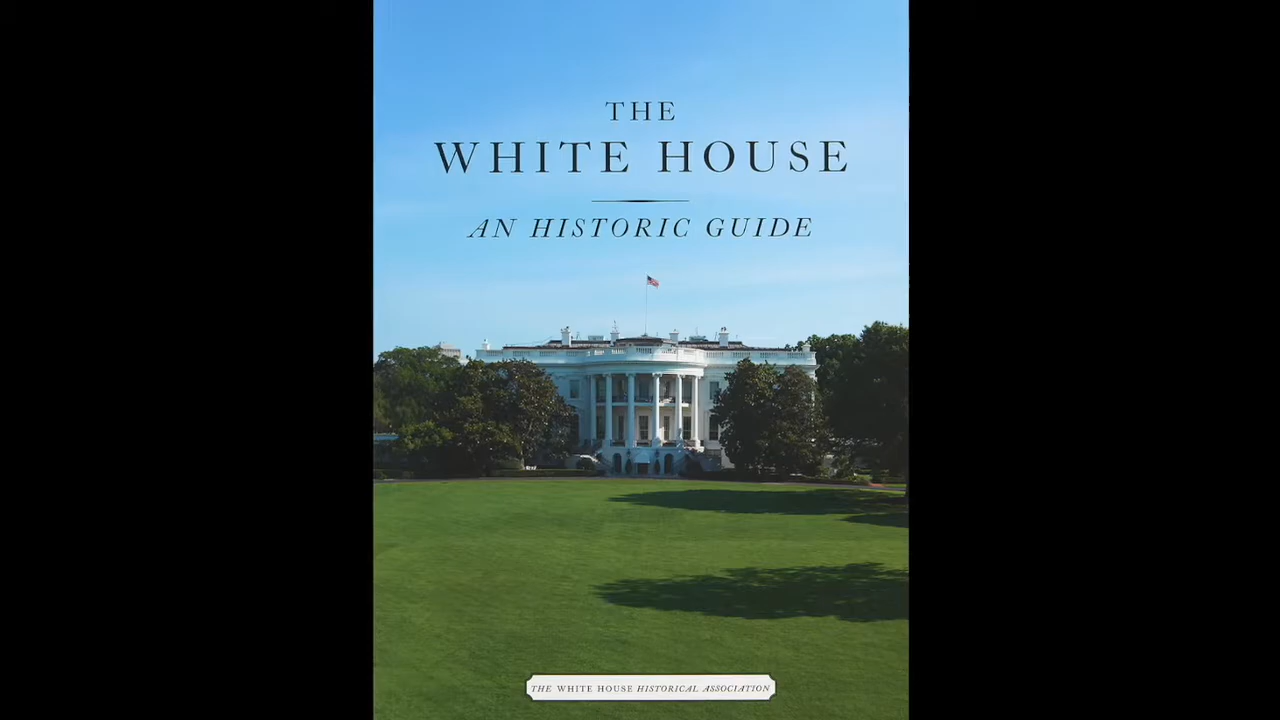 THE
WHITE HOUSE
AN HISTORIC GUIDE
THE WHITE HOUSE HISTORICAL ASSOCIATION